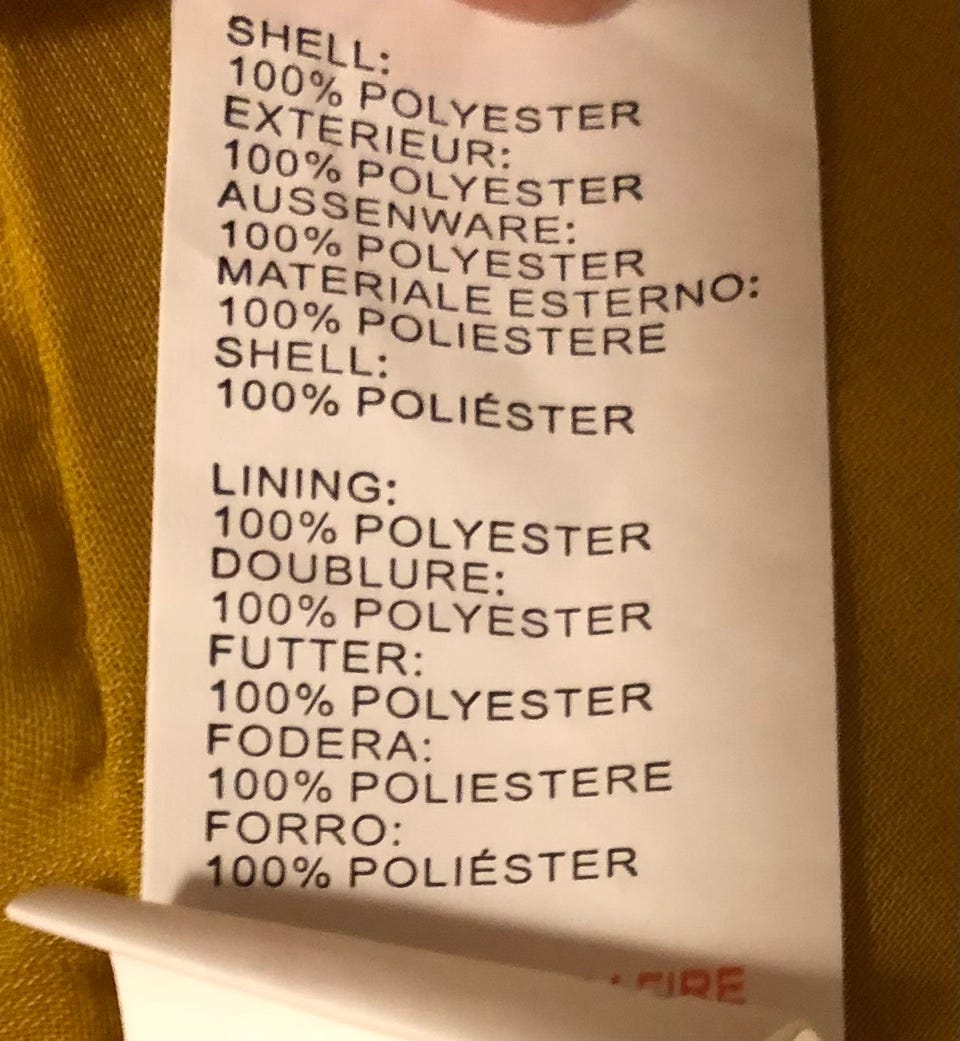 SHELL:
100% POLYESTER
EXTERIEUR:
100% POLYESTER
AUSSENWARE:
100% POLYESTER
MATERIALE ESTERNO:
100% POLIESTERE
SHELL:
100% POLIÉSTER
LINING:
100% POLYESTER
DOUBLURE:
100% POLYESTER
FUTTER:
100% POLYESTER
FODERA:
100% POLIESTERE
FORRO:
100% POLIÉSTER
FIRE